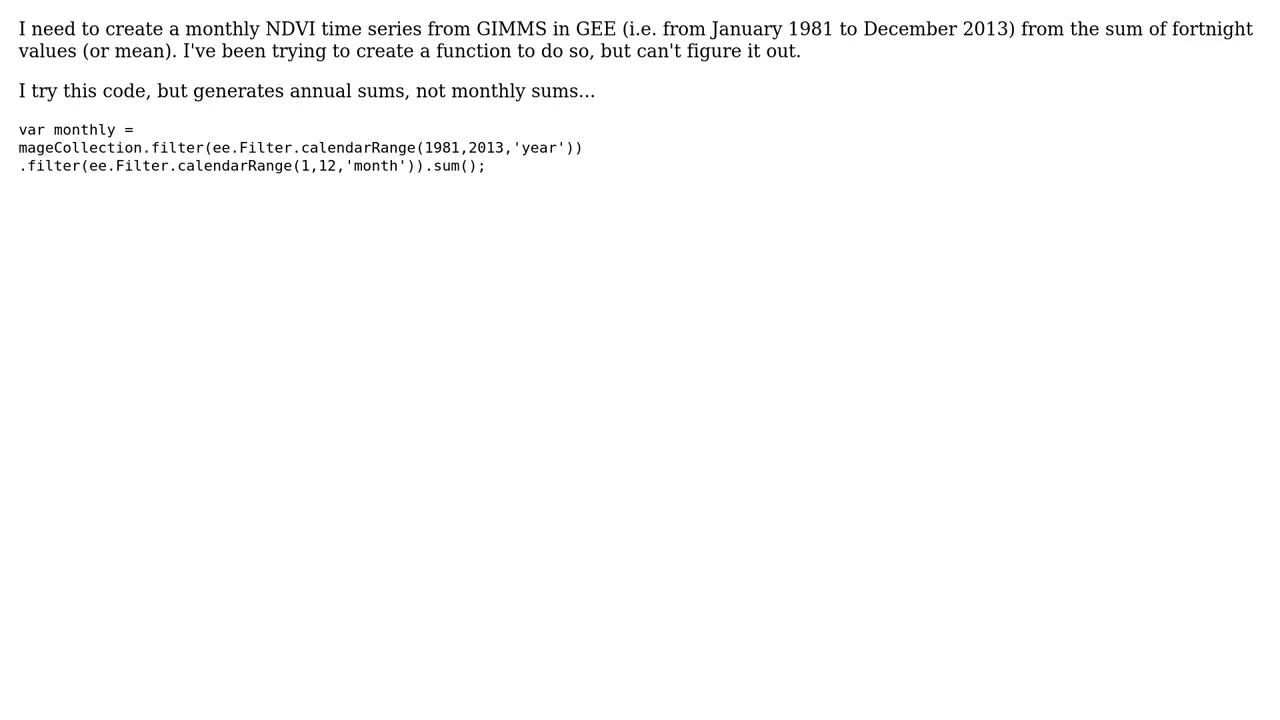 I need to create a monthly NDVI time series from GIMMS in GEE (i.e. from January 1981 to December 2013) from the sum of fortnight
values (or mean). I've been trying to create a function to do so, but can't figure it out.
I try this code, but generates annual sums, not monthly sums...
var monthly =
mageCollection.filter(ee.Filter.calendarRange(1981,2013,'year'))
.filter(ee.Filter.calendarRange(1,12,'month')).sum();